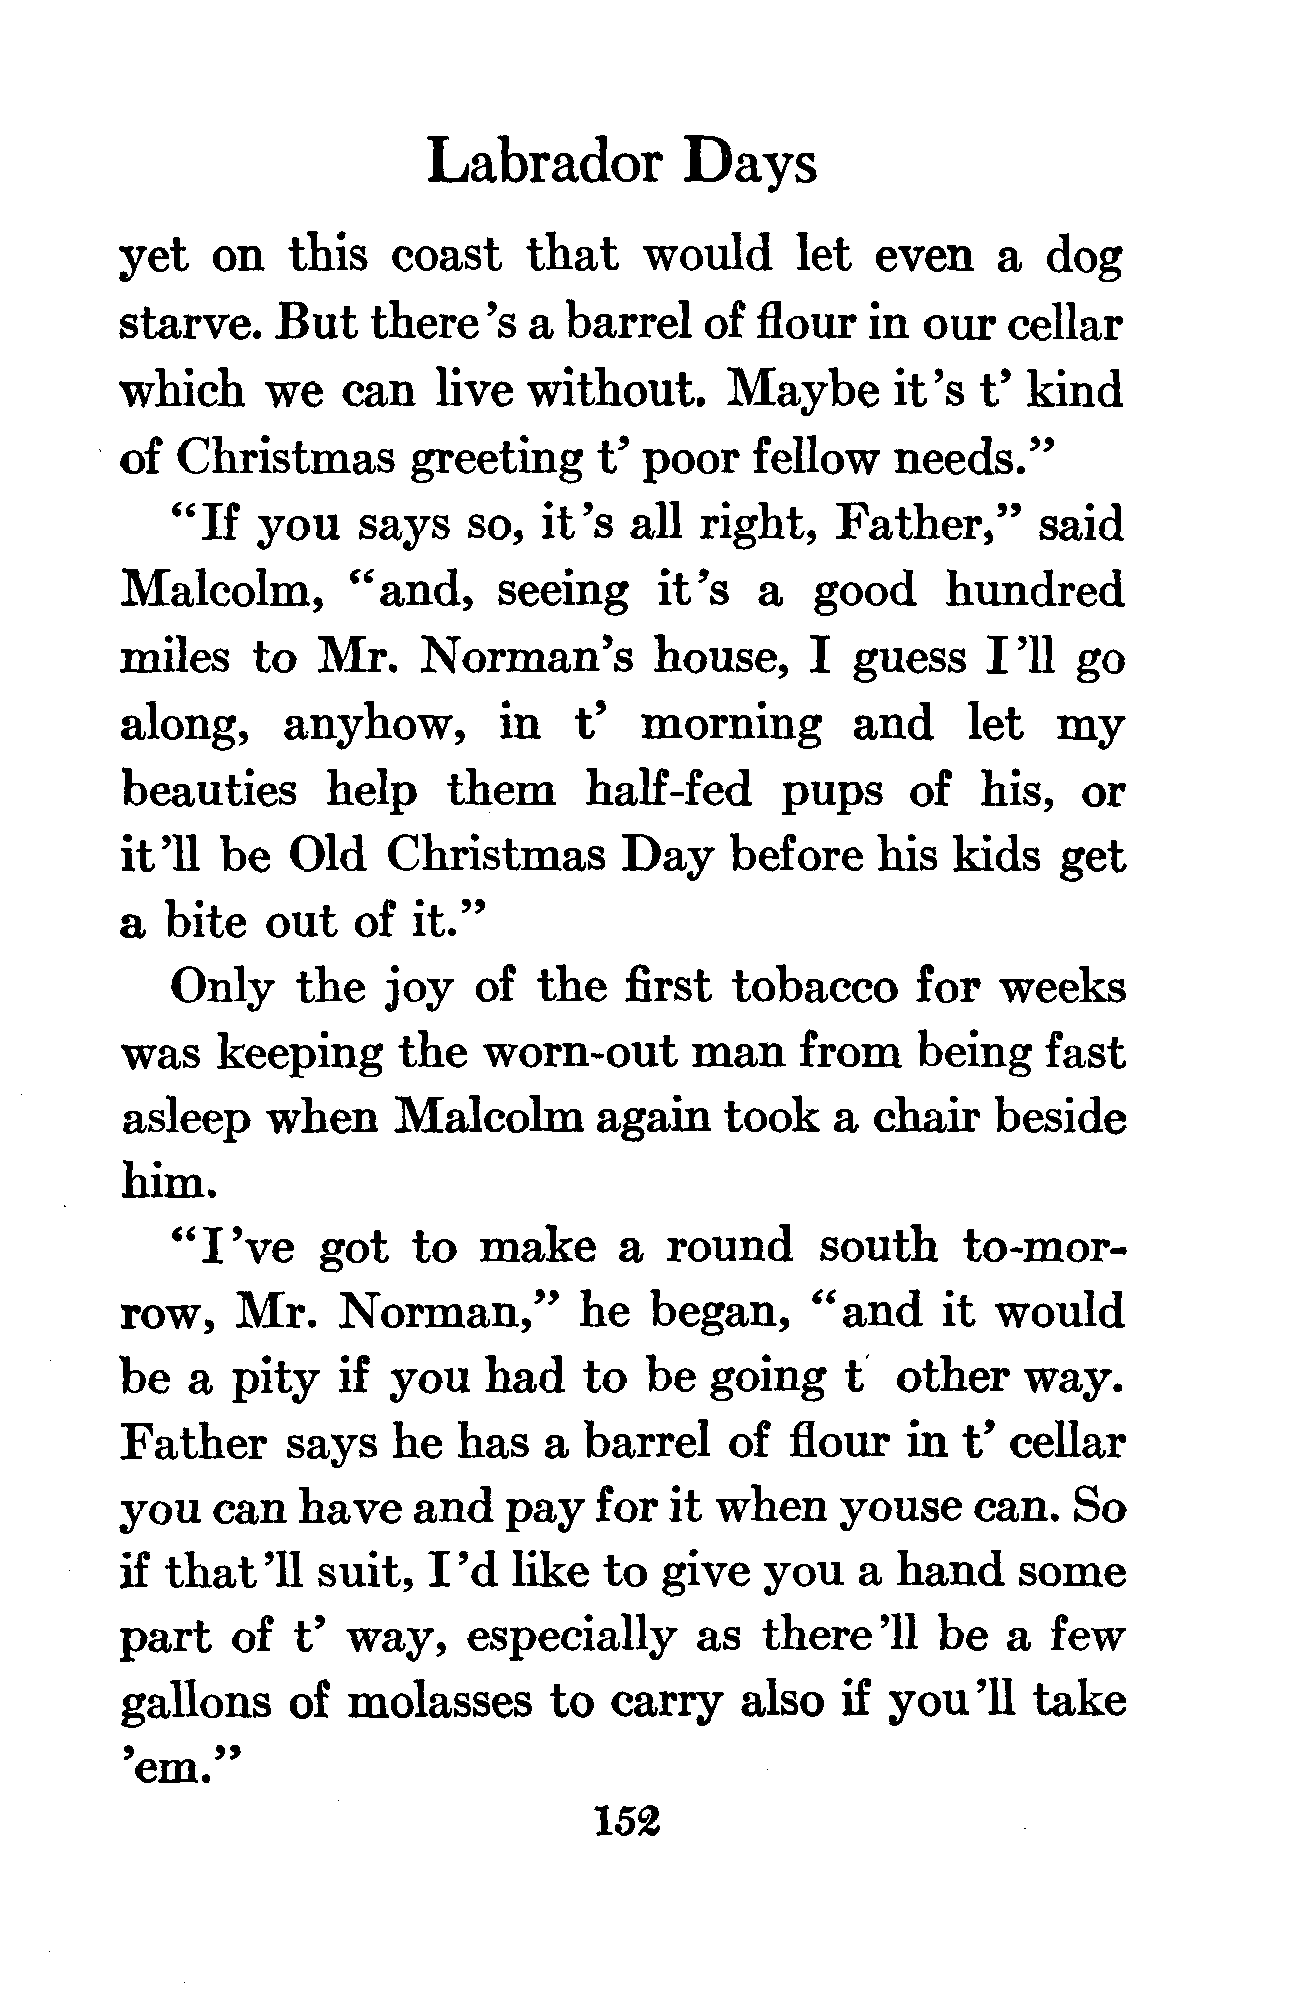 Labrador Days
yet on this coast that would let even a dog
starve. But there's a barrel of flour in our cellar
which we can live without. Maybe it's t' kind
of Christmas greeting t' poor fellow needs."
"If you says so, it's all right, Father," said
Malcolm, "and, seeing it's a good hundred
miles to Mr. Norman's house, I guess I'll go
along, anyhow, in t' morning and let my
beauties help them half-fed pups of his, or
it'll be Old Christmas Day before his kids get
a bite out of it."
Only the joy of the first tobacco for weeks
was keeping the worn-out man from being fast
asleep when Malcolm again took a chair beside
him.
"I've got to make a round south to-mor-
row, Mr. Norman," he began, "and it would
be a pity if you had to be going t' other way.
Father says he has a barrel of flour in t' cellar
you can have and pay for it when youse can. So
if that'll suit, I'd like to give you a hand some
part of t' way, especially as there'll be a few
gallons of molasses to carry also if you'll take
'em."
152